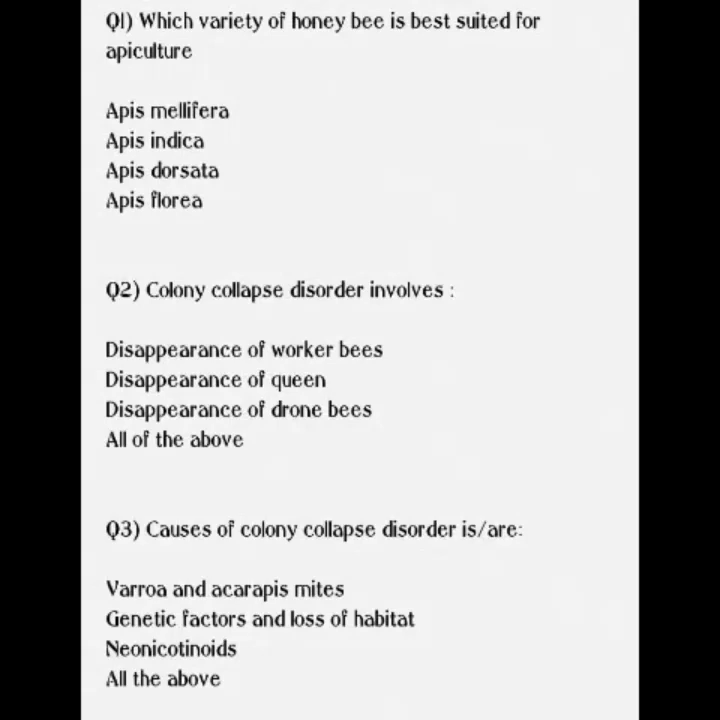 Q1) Which variety of honey bee is best suited for
apiculture
Apis mellifera
Apis indica
Apis dorsata
Apis florea
Q2) Colony collapse disorder involves :
Disappearance of worker bees
Disappearance of queen
Disappearance of drone bees
All of the above
Q3) Causes of colony collapse disorder is/are:
Varroa and acarapis mites
Genetic factors and loss of habitat
Neonicotinoids
All the above